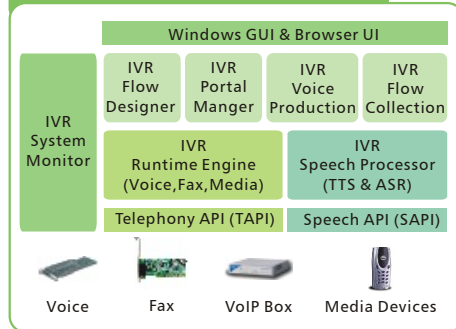 Windows GUI & Browser UI
IVR
System
Monitor
IVR
Flow
Designer
IVR
Portal
Manger
IVR
Voice
Production
IVR
Flow
Collection
IVR
Runtime Engine
(Voice,Fax,Media)
IVR
Speech Processor
(TTS & ASR)
Telephony API (TAPI)
Speech API (SAPI)
Voice
Fax
VoIP Box
Media Devices